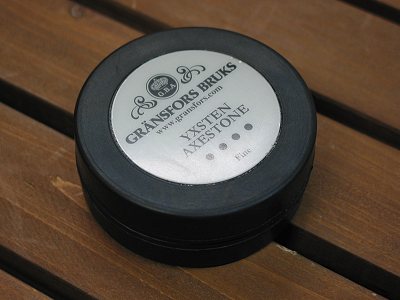 G.B.A
GRÄNSFORS BRUKS
www.gransfors.com
YXSTEN
AXESTONE
Fine